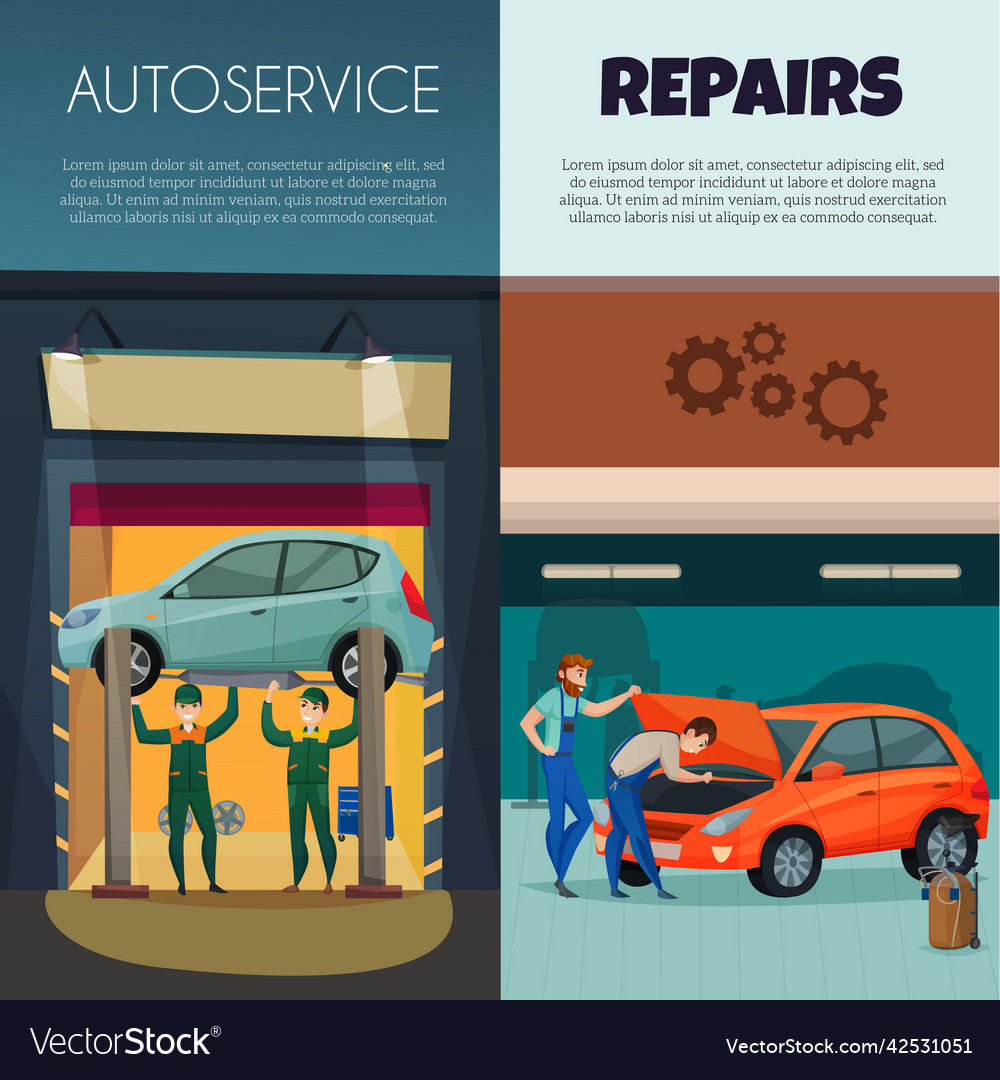 AUTOSERVICE
Lorem ipsum dolor sit amet, consectetur adipiscing elit, sed
do eiusmod tempor incididunt ut labore et dolore magna
aliqua. Ut enim ad minim veniam, quis nostrud exercitation
ullamco laboris nisi ut aliquip ex ea commodo consequat.
REPAIRS
Lorem ipsum dolor sit amet, consectetur adipiscing elit, sed
do eiusmod tempor incididunt ut labore et dolore magna
aliqua. Ut enim ad minim veniam, quis nostrud exercitation
ullamco laboris nisi ut aliquip ex ea commodo consequat.
VectorStock®
VectorStock.com/42531051